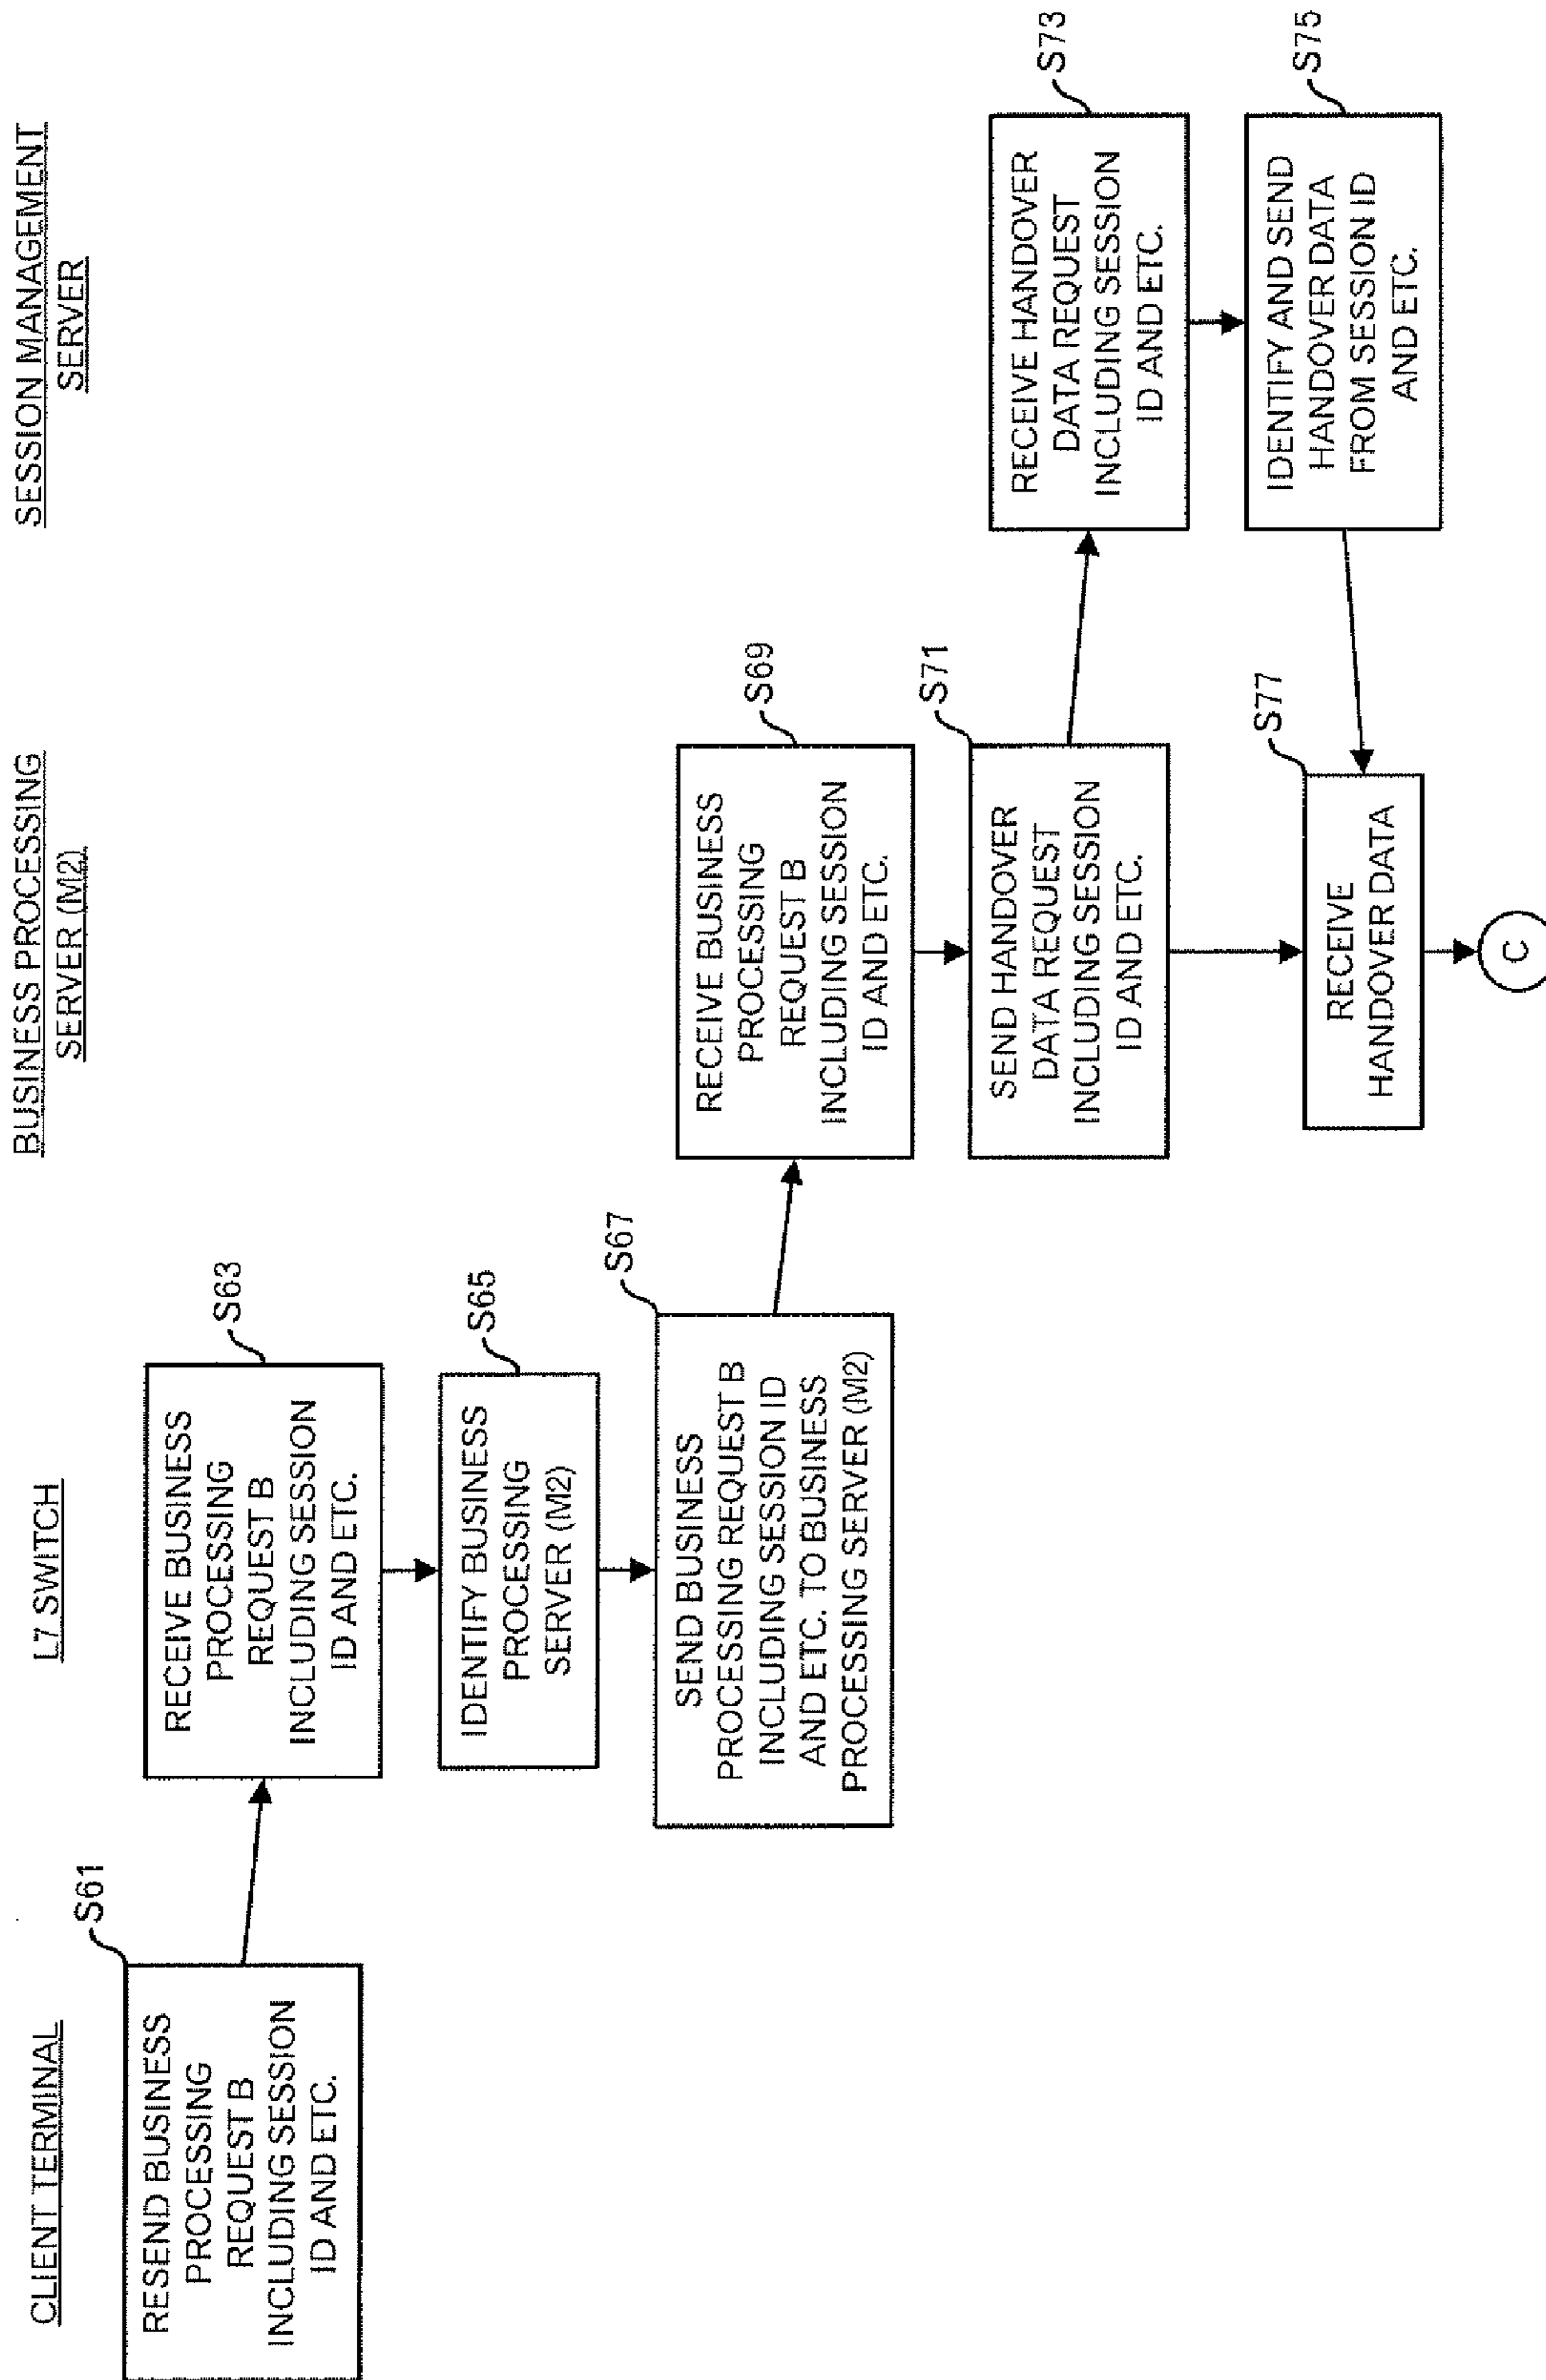 CLIENT TERMINAL
L7 SWITCH
BUSINESS PROCESSING
SERVER (M2)
SESSION MANAGEMENT
SERVER
S61
RESEND BUSINESS
PROCESSING
REQUEST B
INCLUDING SESSION
ID AND ETC.
S63
RECEIVE BUSINESS
PROCESSING
REQUEST B
INCLUDING SESSION
ID AND ETC.
S65
IDENTIFY BUSINESS
PROCESSING
SERVER (M2)
S67
SEND BUSINESS
PROCESSING REQUEST B
INCLUDING SESSION ID
AND ETC. TO BUSINESS
PROCESSING SERVER (M2)
S69
RECEIVE BUSINESS
PROCESSING
REQUEST B
INCLUDING SESSION
ID AND ETC.
S71
SEND HANDOVER
DATA REQUEST
INCLUDING SESSION
ID AND ETC.
S73
RECEIVE HANDOVER
DATA REQUEST
INCLUDING SESSION
ID AND ETC.
S75
IDENTIFY AND SEND
HANDOVER DATA
FROM SESSION ID
AND ETC.
S77
RECEIVE
HANDOVER DATA
C